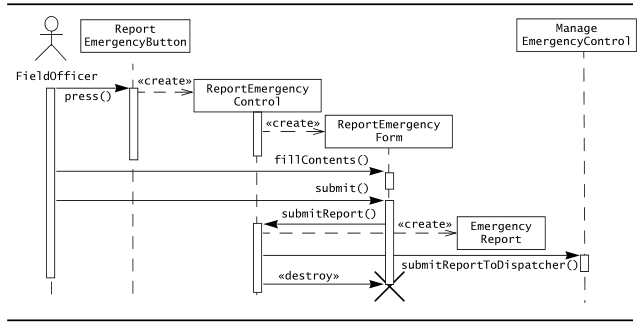 Report
EmergencyButton
Manage
EmergencyControl
FieldOfficer
«create»
press()
ReportEmergency
Control
«create»
ReportEmergency
Form
fillContents()
submit()
submitReport()
«create»
Emergency
Report
submitReportToDispatcher()
«destroy»